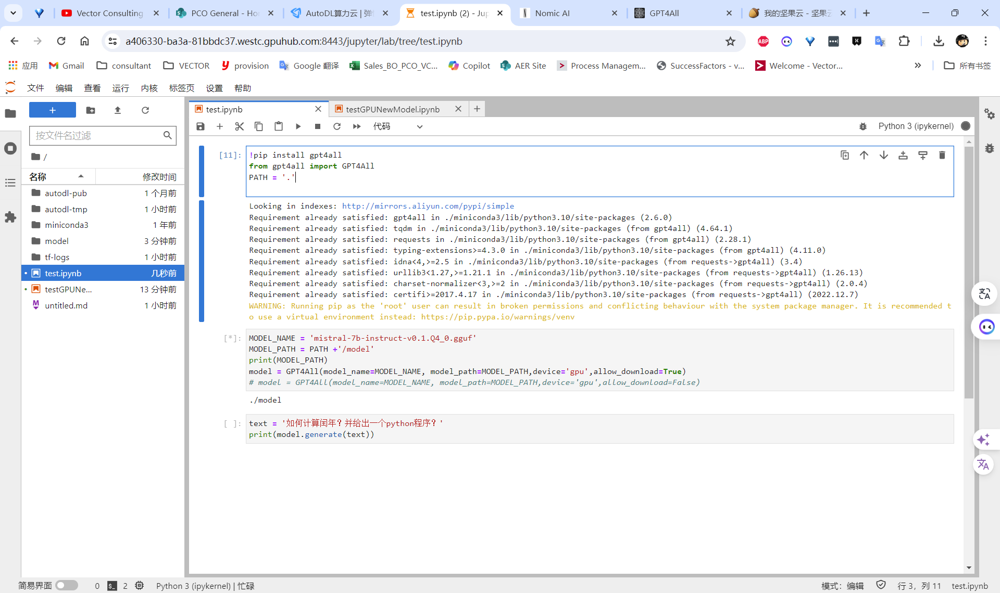 Vector Consulting
PCO General - Ho
AutoDL算力云 | 弹
test.ipynb (2) - Jup
Nomic AI
GPT4All
我的坚果云 - 坚果云
a406330-ba3a-81bbdc37.westc.gpuhub.com:8443/jupyter/lab/tree/test.ipynb
ABP
应用
Gmail
consultant
VECTOR
provision
Google 翻译
Sales_BO_PCO_VC...
Copilot
AER Site
Process Managem...
SuccessFactors - v...
Welcome - Vector...
所有书签
文件 编辑 查看 运行 内核 标签页 设置 帮助
test.ipynb
testGPUNewModel.ipynb
代码
Python 3 (ipykernel)
按文件名过滤
/
名称 修改时间
autodl-pub 1 个月前
autodl-tmp 1 小时前
miniconda3 1 年前
model 3 分钟前
tf-logs 1 小时前
test.ipynb 几秒前
testGPUNe... 13 分钟前
untitled.md 1 小时前
[11]:
!pip install gpt4all
from gpt4all import GPT4All
PATH = '.'
Looking in indexes: http://mirrors.aliyun.com/pypi/simple
Requirement already satisfied: gpt4all in ./miniconda3/lib/python3.10/site-packages (2.6.0)
Requirement already satisfied: tqdm in ./miniconda3/lib/python3.10/site-packages (from gpt4all) (4.64.1)
Requirement already satisfied: requests in ./miniconda3/lib/python3.10/site-packages (from gpt4all) (2.28.1)
Requirement already satisfied: typing-extensions>=4.3.0 in ./miniconda3/lib/python3.10/site-packages (from gpt4all) (4.11.0)
Requirement already satisfied: idna<4,>=2.5 in ./miniconda3/lib/python3.10/site-packages (from requests->gpt4all) (3.4)
Requirement already satisfied: urllib3<1.27,>=1.21.1 in ./miniconda3/lib/python3.10/site-packages (from requests->gpt4all) (1.26.13)
Requirement already satisfied: charset-normalizer<3,>=2 in ./miniconda3/lib/python3.10/site-packages (from requests->gpt4all) (2.0.4)
Requirement already satisfied: certifi>=2017.4.17 in ./miniconda3/lib/python3.10/site-packages (from requests->gpt4all) (2022.12.7)
WARNING: Running pip as the 'root' user can result in broken permissions and conflicting behaviour with the system package manager. It is recommended t
o use a virtual environment instead: https://pip.pypa.io/warnings/venv
[*]:
MODEL_NAME = 'mistral-7b-instruct-v0.1.Q4_0.gguf'
MODEL_PATH = PATH +'/model'
print(MODEL_PATH)
model = GPT4All(model_name=MODEL_NAME, model_path=MODEL_PATH,device='gpu',allow_download=True)
# model = GPT4All(model_name=MODEL_NAME, model_path=MODEL_PATH,device='gpu',allow_download=False)
./model
[ ]:
text = '如何计算闰年？并给出一个python程序？'
print(model.generate(text))
简易界面
0
2
Python 3 (ipykernel) | 忙碌
模式： 编辑
行 3， 列 11
test.ipynb